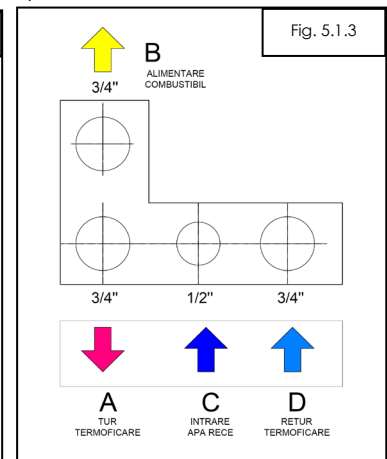 Fig. 5.1.3
B
ALIMENTARE
COMBUSTIBIL
3/4"
3/4" 1/2" 3/4"
A C D
TUR INTRARE RETUR
TERMOFICARE APA RECE TERMOFICARE